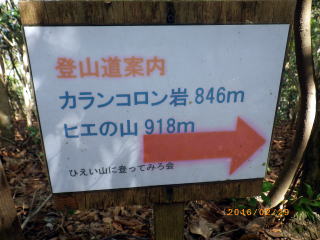 登山道案内
カランコロン岩 846m
ヒエの山 918m
ひえい山に登ってみろ会
2016/02/29